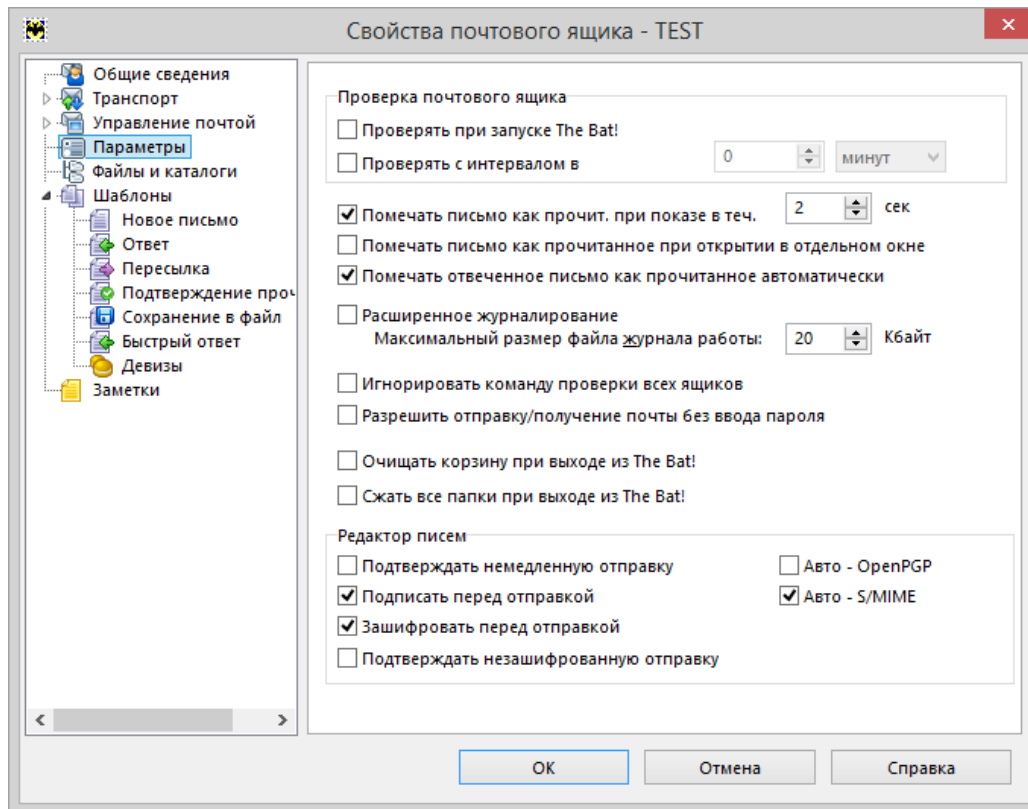 Свойства почтового ящика - TEST
Общие сведения
Транспорт
Управление почтой
Параметры
Файлы и каталоги
Шаблоны
Новое письмо
Ответ
Пересылка
Подтверждение проч
Сохранение в файл
Быстрый ответ
Девизы
Заметки
Проверка почтового ящика
Проверять при запуске The Bat!
Проверять с интервалом в 0 минут
Помечать письмо как прочит. при показе в теч. 2 сек
Помечать письмо как прочитанное при открытии в отдельном окне
Помечать отвеченное письмо как прочитанное автоматически
Расширенное журналирование
Максимальный размер файла журнала работы: 20 Кбайт
Игнорировать команду проверки всех ящиков
Разрешить отправку/получение почты без ввода пароля
Очищать корзину при выходе из The Bat!
Сжать все папки при выходе из The Bat!
Редактор писем
Подтверждать немедленную отправку Авто - OpenPGP
Подписать перед отправкой Авто - S/MIME
Зашифровать перед отправкой
Подтверждать незашифрованную отправку
OK Отмена Справка